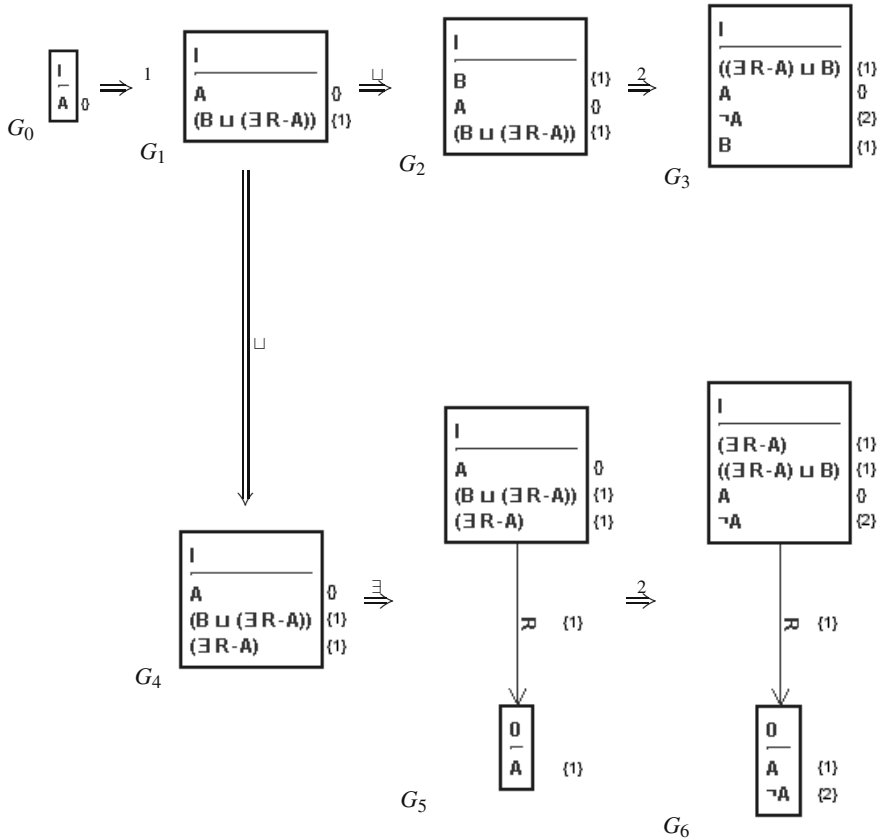 I
A {}
G0
⇒ 1
I
A {}
(B ⊔ (∃ R-A)) {1}
G1
⊔
I
B {1}
A {}
(B ⊔ (∃ R-A)) {1}
G2
2
I
((∃ R-A) ⊔ B) {1}
A {}
¬A {2}
B {1}
G3
⊔
I
A {}
(B ⊔ (∃ R-A)) {1}
(∃ R-A) {1}
G4
∃
I
A {}
(B ⊔ (∃ R-A)) {1}
(∃ R-A) {1}
R {1}
0
A {1}
G5
2
I
(∃ R-A) {1}
((∃ R-A) ⊔ B) {1}
A {}
¬A {2}
R {1}
0
A {1}
¬A {2}
G6